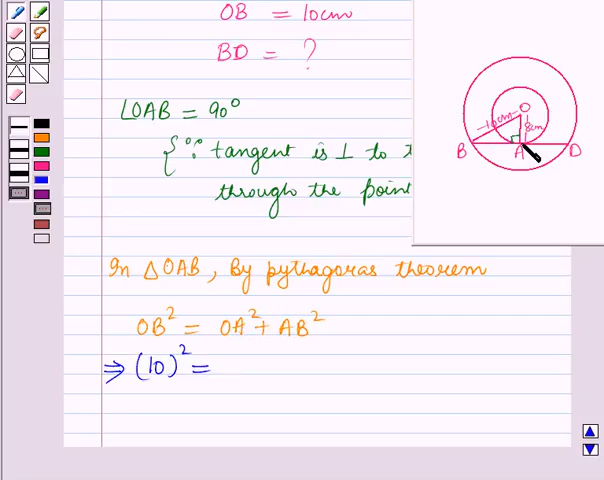 OB = 10cm
BD = ?
∠OAB = 90°
{∵ tangent is ⊥ to
through the point
In △OAB, By pythagoras theorem
OB² = OA² + AB²
⇒ (10)² =
O
10cm
8cm
B A D